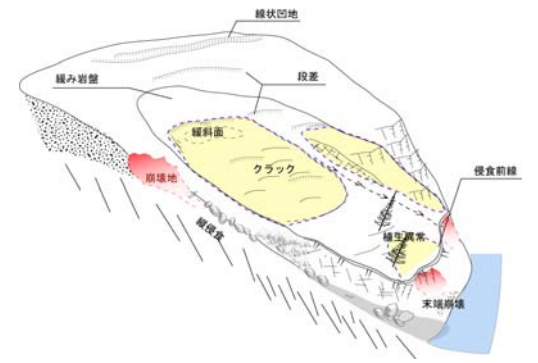 線状凹地
段差
緩み岩盤
緩斜面
クラック
侵食前線
崩壊地
縦侵食
植生異常
末端崩壊